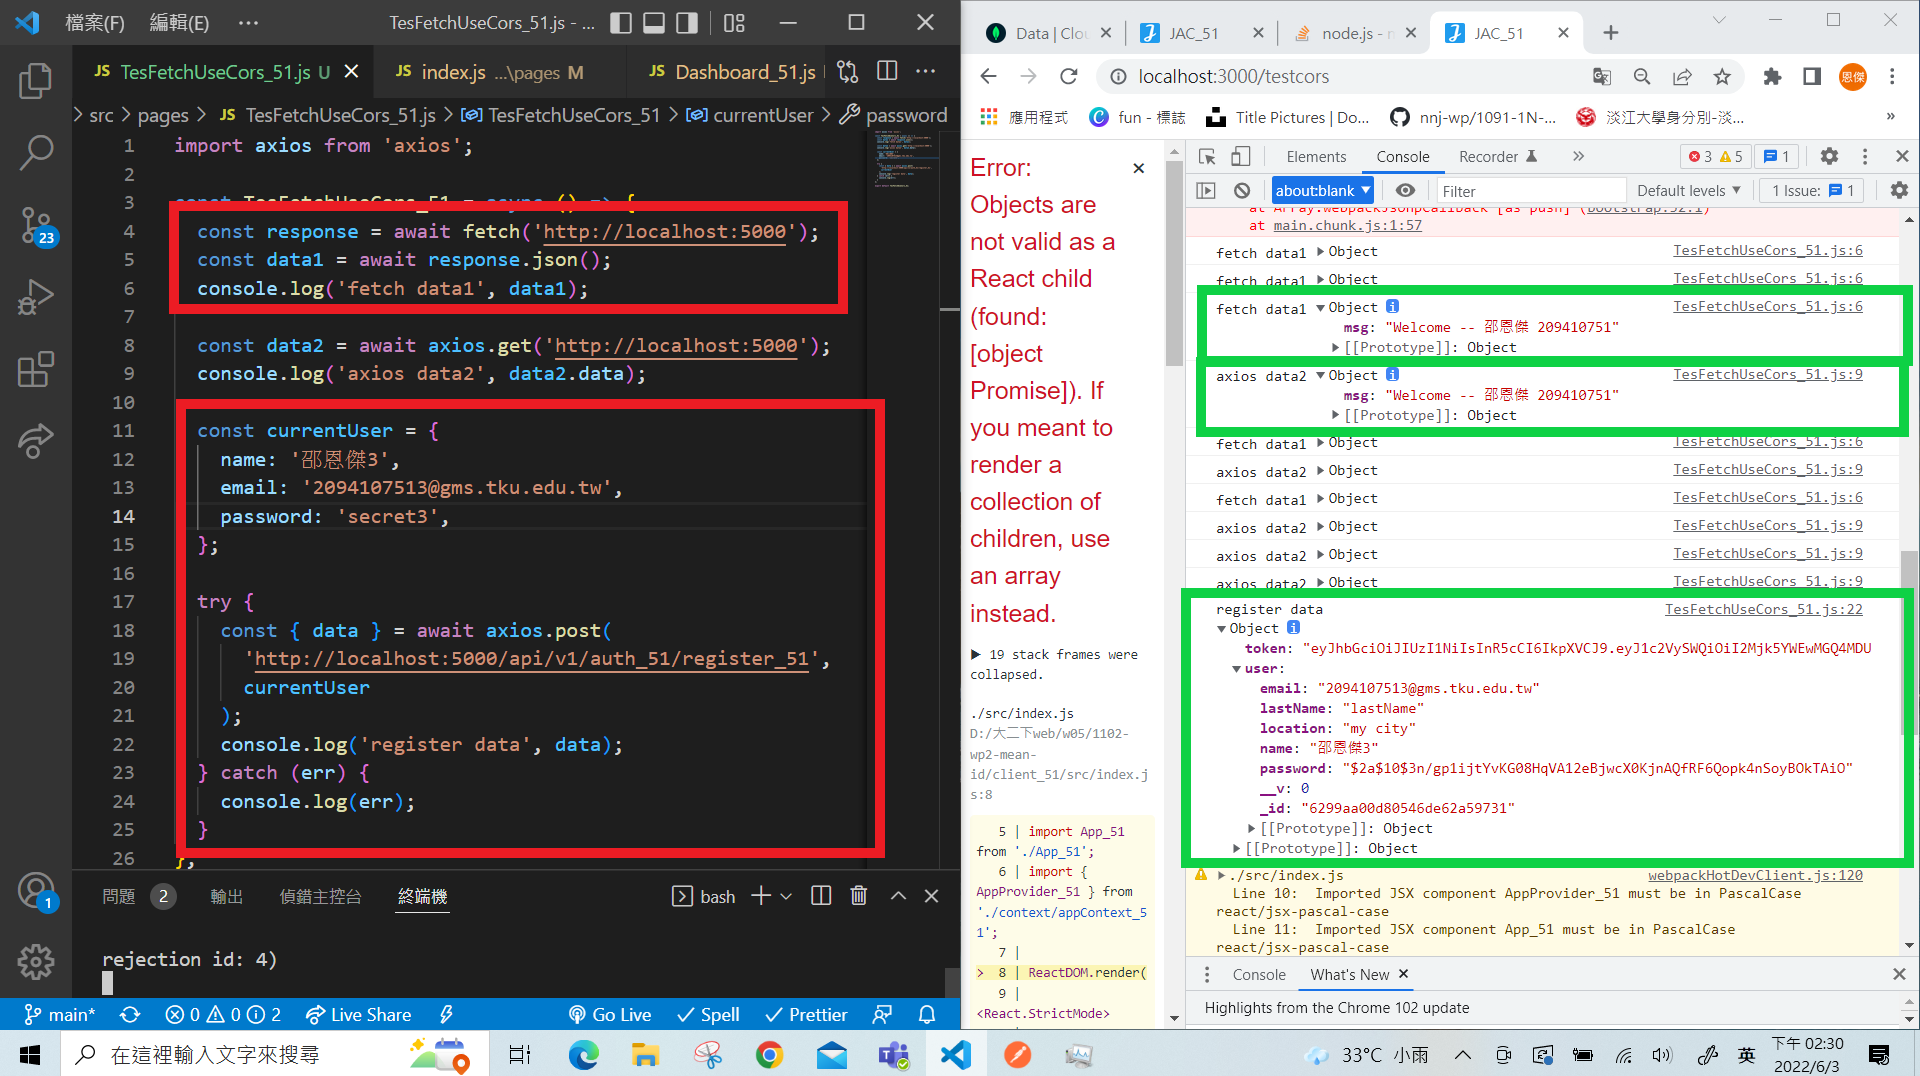 檔案(F) 編輯(E) ··· TesFetchUseCors_51.js - ...
JS TesFetchUseCors_51.js U JS index.js ...\pages M JS Dashboard_51.js
src > pages > JS TesFetchUseCors_51.js > TesFetchUseCors_51 > currentUser > password
1 import axios from 'axios';
2
3 const TesFetchUseCors_51 = async () => {
4 const response = await fetch('http://localhost:5000');
5 const data1 = await response.json();
6 console.log('fetch data1', data1);
7
8 const data2 = await axios.get('http://localhost:5000');
9 console.log('axios data2', data2.data);
10
11 const currentUser = {
12 name: '邵恩傑3',
13 email: '2094107513@gms.tku.edu.tw',
14 password: 'secret3',
15 };
16
17 try {
18 const { data } = await axios.post(
19 'http://localhost:5000/api/v1/auth_51/register_51',
20 currentUser
21 );
22 console.log('register data', data);
23 } catch (err) {
24 console.log(err);
25 }
26 };
23
1
問題 2 輸出 偵錯主控台 終端機 bash
rejection id: 4)
main* 0 0 2 Live Share Go Live Spell Prettier
Data | Clou JAC_51 node.js - n JAC_51
localhost:3000/testcors
恩傑
應用程式 fun - 標誌 Title Pictures | Do... nnj-wp/1091-1N-... 淡江大學身分別-淡... »
Error:
Objects are
not valid as a
React child
(found:
[object
Promise]). If
you meant to
render a
collection of
children, use
an array
instead.
▶ 19 stack frames were
collapsed.
./src/index.js
D:/大二下web/w05/1102-
wp2-mean-
id/client_51/src/index.j
s:8
5 | import App_51
from './App_51';
6 | import {
AppProvider_51 } from
'./context/appContext_5
1';
7 |
> 8 | ReactDOM.render(
9 |
<React.StrictMode>
Elements Console Recorder » 3 5 1
about:blank Filter Default levels 1 Issue: 1
at Array.webpackJsonpCallback [as push] (bootstrap:52:1)
at main.chunk.js:1:57
fetch data1 ▶Object TesFetchUseCors_51.js:6
fetch data1 ▶Object TesFetchUseCors_51.js:6
fetch data1 ▼Object i TesFetchUseCors_51.js:6
msg: "Welcome -- 邵恩傑 209410751"
▶[[Prototype]]: Object
axios data2 ▼Object i TesFetchUseCors_51.js:9
msg: "Welcome -- 邵恩傑 209410751"
▶[[Prototype]]: Object
fetch data1 ▶Object TesFetchUseCors_51.js:6
axios data2 ▶Object TesFetchUseCors_51.js:9
fetch data1 ▶Object TesFetchUseCors_51.js:6
axios data2 ▶Object TesFetchUseCors_51.js:9
axios data2 ▶Object TesFetchUseCors_51.js:9
axios data2 ▶Object TesFetchUseCors_51.js:9
register data TesFetchUseCors_51.js:22
▼Object i
token: "eyJhbGciOiJIUzI1NiIsInR5cCI6IkpXVCJ9.eyJ1c2VySWQiOiI2Mjk5YWEwMGQ4MDU
▼user:
email: "2094107513@gms.tku.edu.tw"
lastName: "lastName"
location: "my city"
name: "邵恩傑3"
password: "$2a$10$3n/gp1ijtYvKG08HqVA12eBjwcX0KjnAQfRF6Qopk4nSoyBOkTAiO"
__v: 0
_id: "6299aa00d80546de62a59731"
▶[[Prototype]]: Object
▶[[Prototype]]: Object
▶./src/index.js webpackHotDevClient.js:120
Line 10: Imported JSX component AppProvider_51 must be in PascalCase
react/jsx-pascal-case
Line 11: Imported JSX component App_51 must be in PascalCase
react/jsx-pascal-case
Console What's New
Highlights from the Chrome 102 update
在這裡輸入文字來搜尋
33°C 小雨 英 下午 02:30
2022/6/3